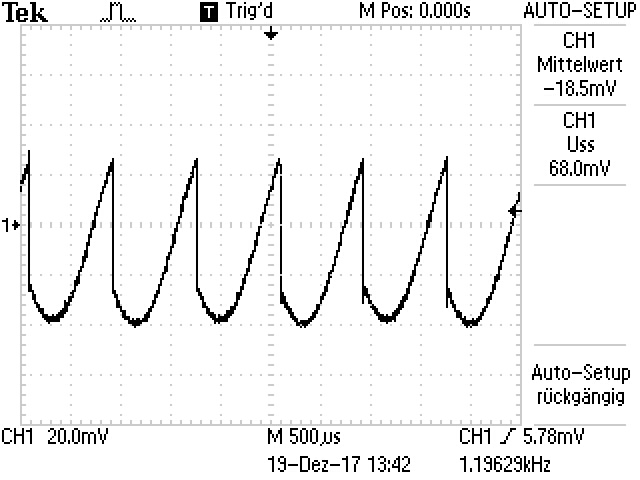 Tek T Trig'd M Pos: 0.000s AUTO-SETUP
CH1
Mittelwert
-18.5mV
CH1
Uss
68.0mV
1
Auto-Setup
rückgängig
CH1 20.0mV M 500µs CH1 5.78mV
19-Dez-17 13:42 1.19629kHz